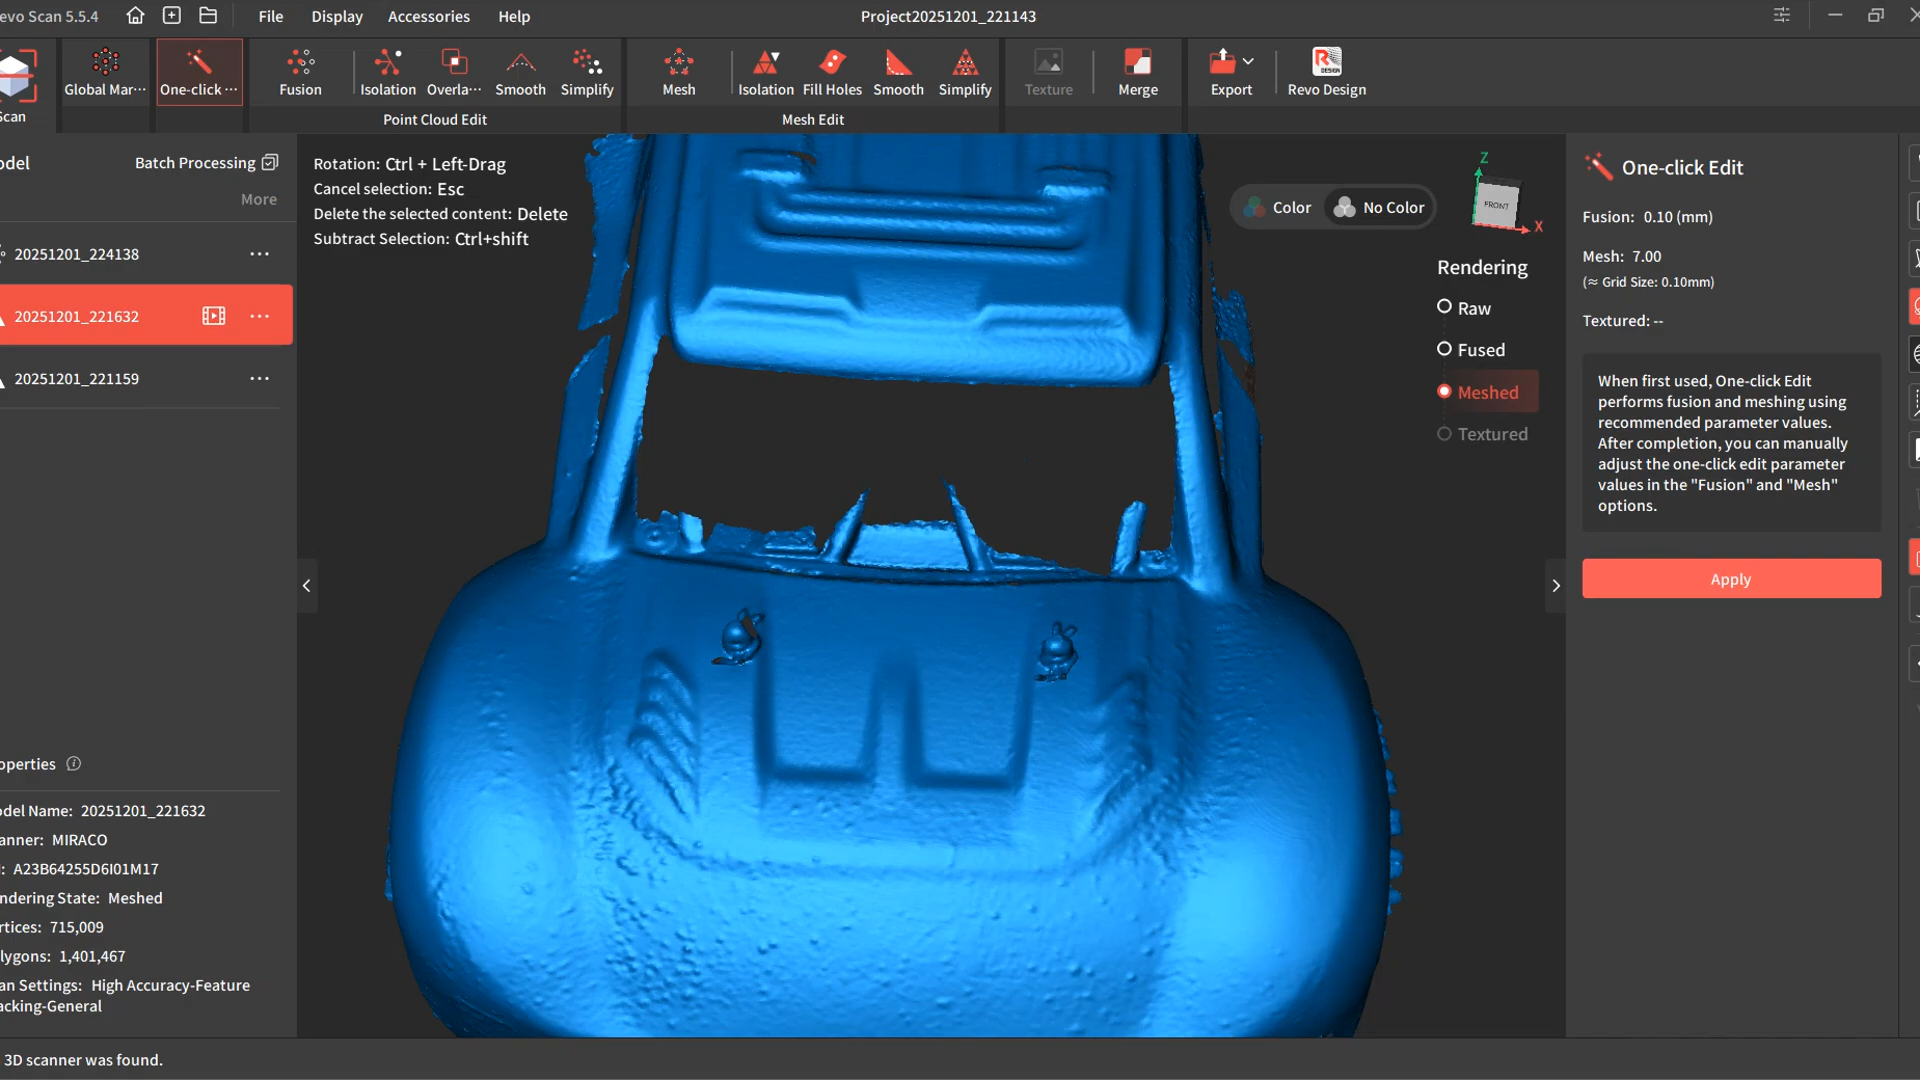 evo Scan 5.5.4
File
Display
Accessories
Help
Project20251201_221143
Scan
Global Mar···
One-click ···
Fusion
Isolation
Overla···
Smooth
Simplify
Point Cloud Edit
Mesh
Isolation
Fill Holes
Smooth
Simplify
Mesh Edit
Texture
Merge
Export
Revo Design
odel
Batch Processing
More
20251201_224138
20251201_221632
20251201_221159
operties
odel Name: 20251201_221632
anner: MIRACO
: A23B64255D6I01M17
ndering State: Meshed
rtices: 715,009
lygons: 1,401,467
an Settings: High Accuracy-Feature
acking-General
3D scanner was found.
Rotation: Ctrl + Left-Drag
Cancel selection: Esc
Delete the selected content: Delete
Subtract Selection: Ctrl+shift
Color
No Color
Z
FRONT
X
Rendering
Raw
Fused
Meshed
Textured
One-click Edit
Fusion: 0.10 (mm)
Mesh: 7.00
(≈ Grid Size: 0.10mm)
Textured: --
When first used, One-click Edit
performs fusion and meshing using
recommended parameter values.
After completion, you can manually
adjust the one-click edit parameter
values in the "Fusion" and "Mesh"
options.
Apply